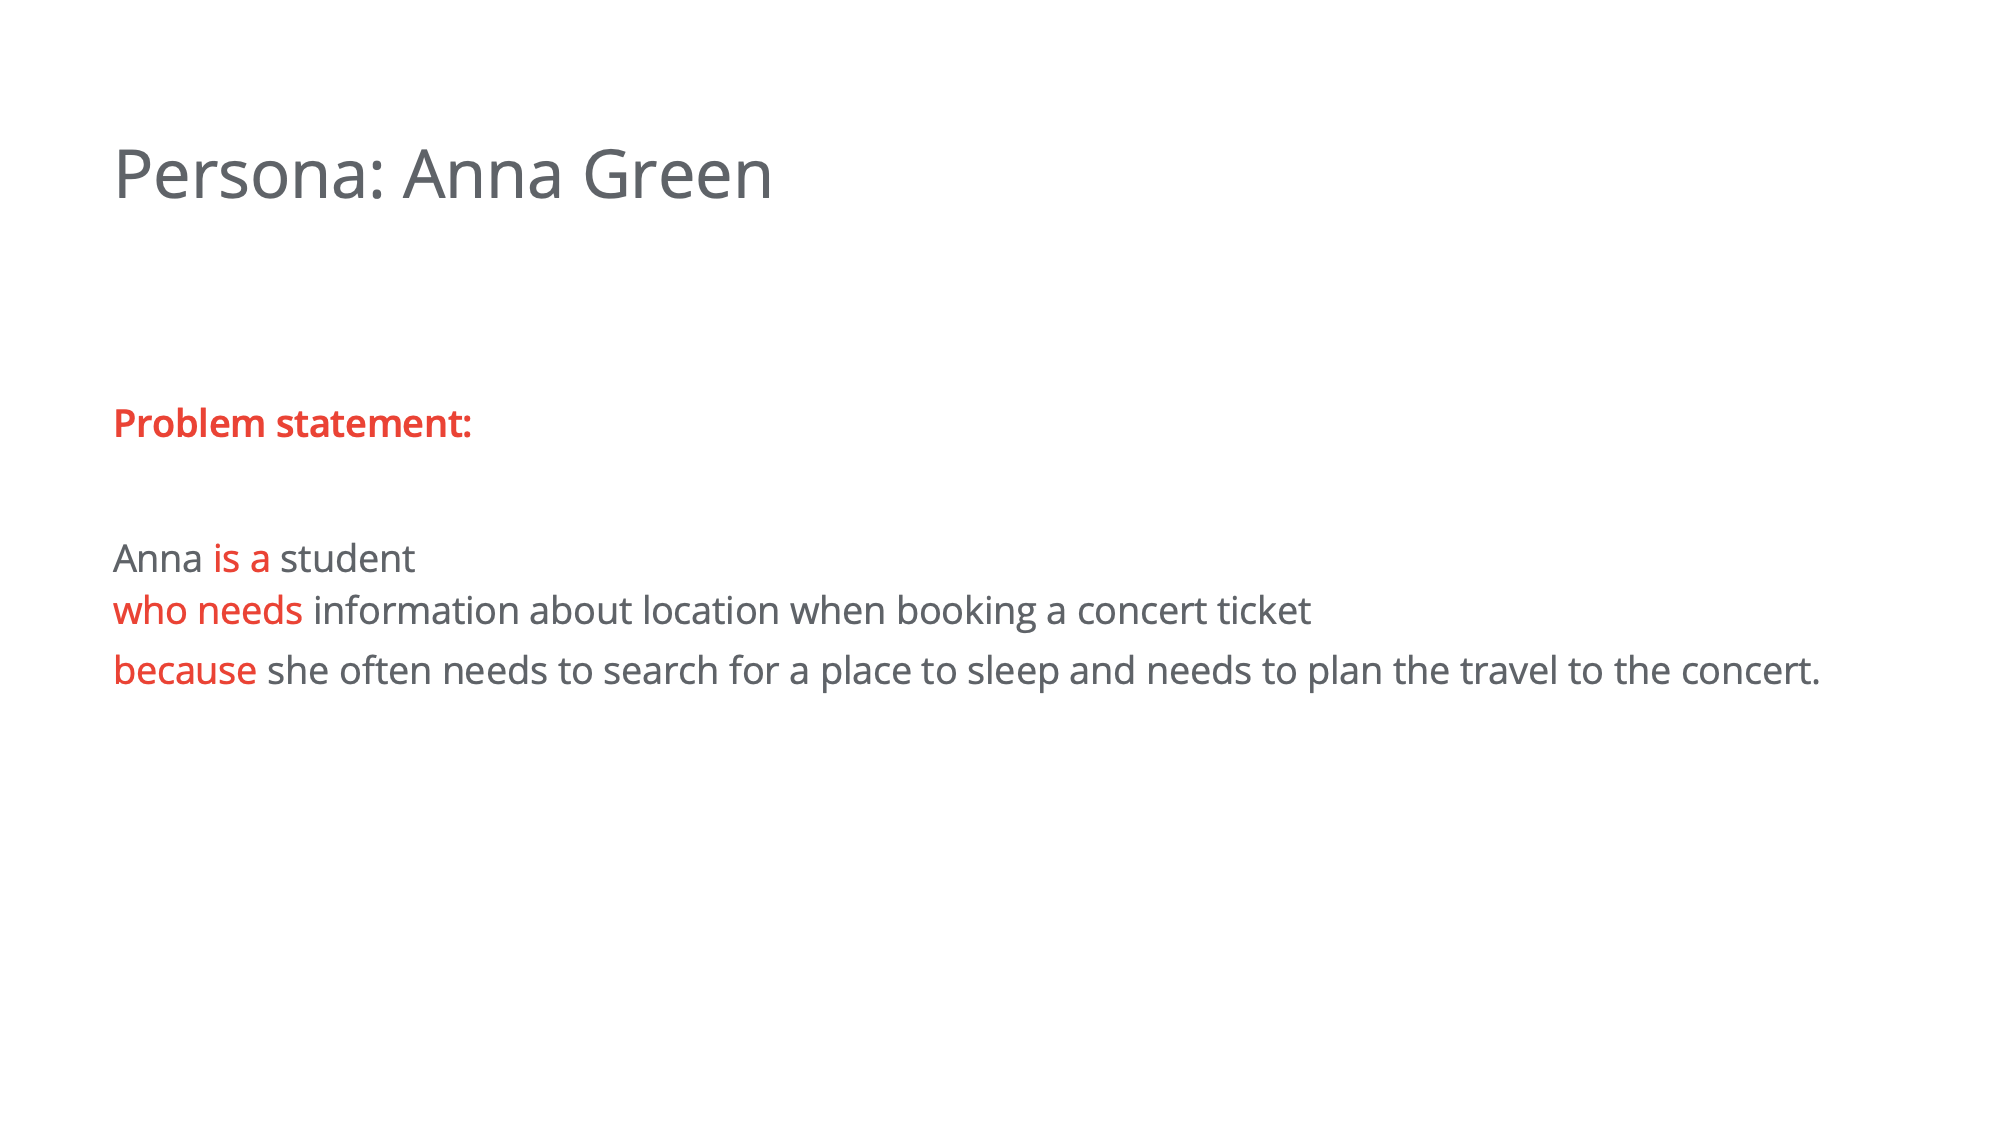 Persona: Anna Green
Problem statement:
Anna is a student
who needs information about location when booking a concert ticket
because she often needs to search for a place to sleep and needs to plan the travel to the concert.